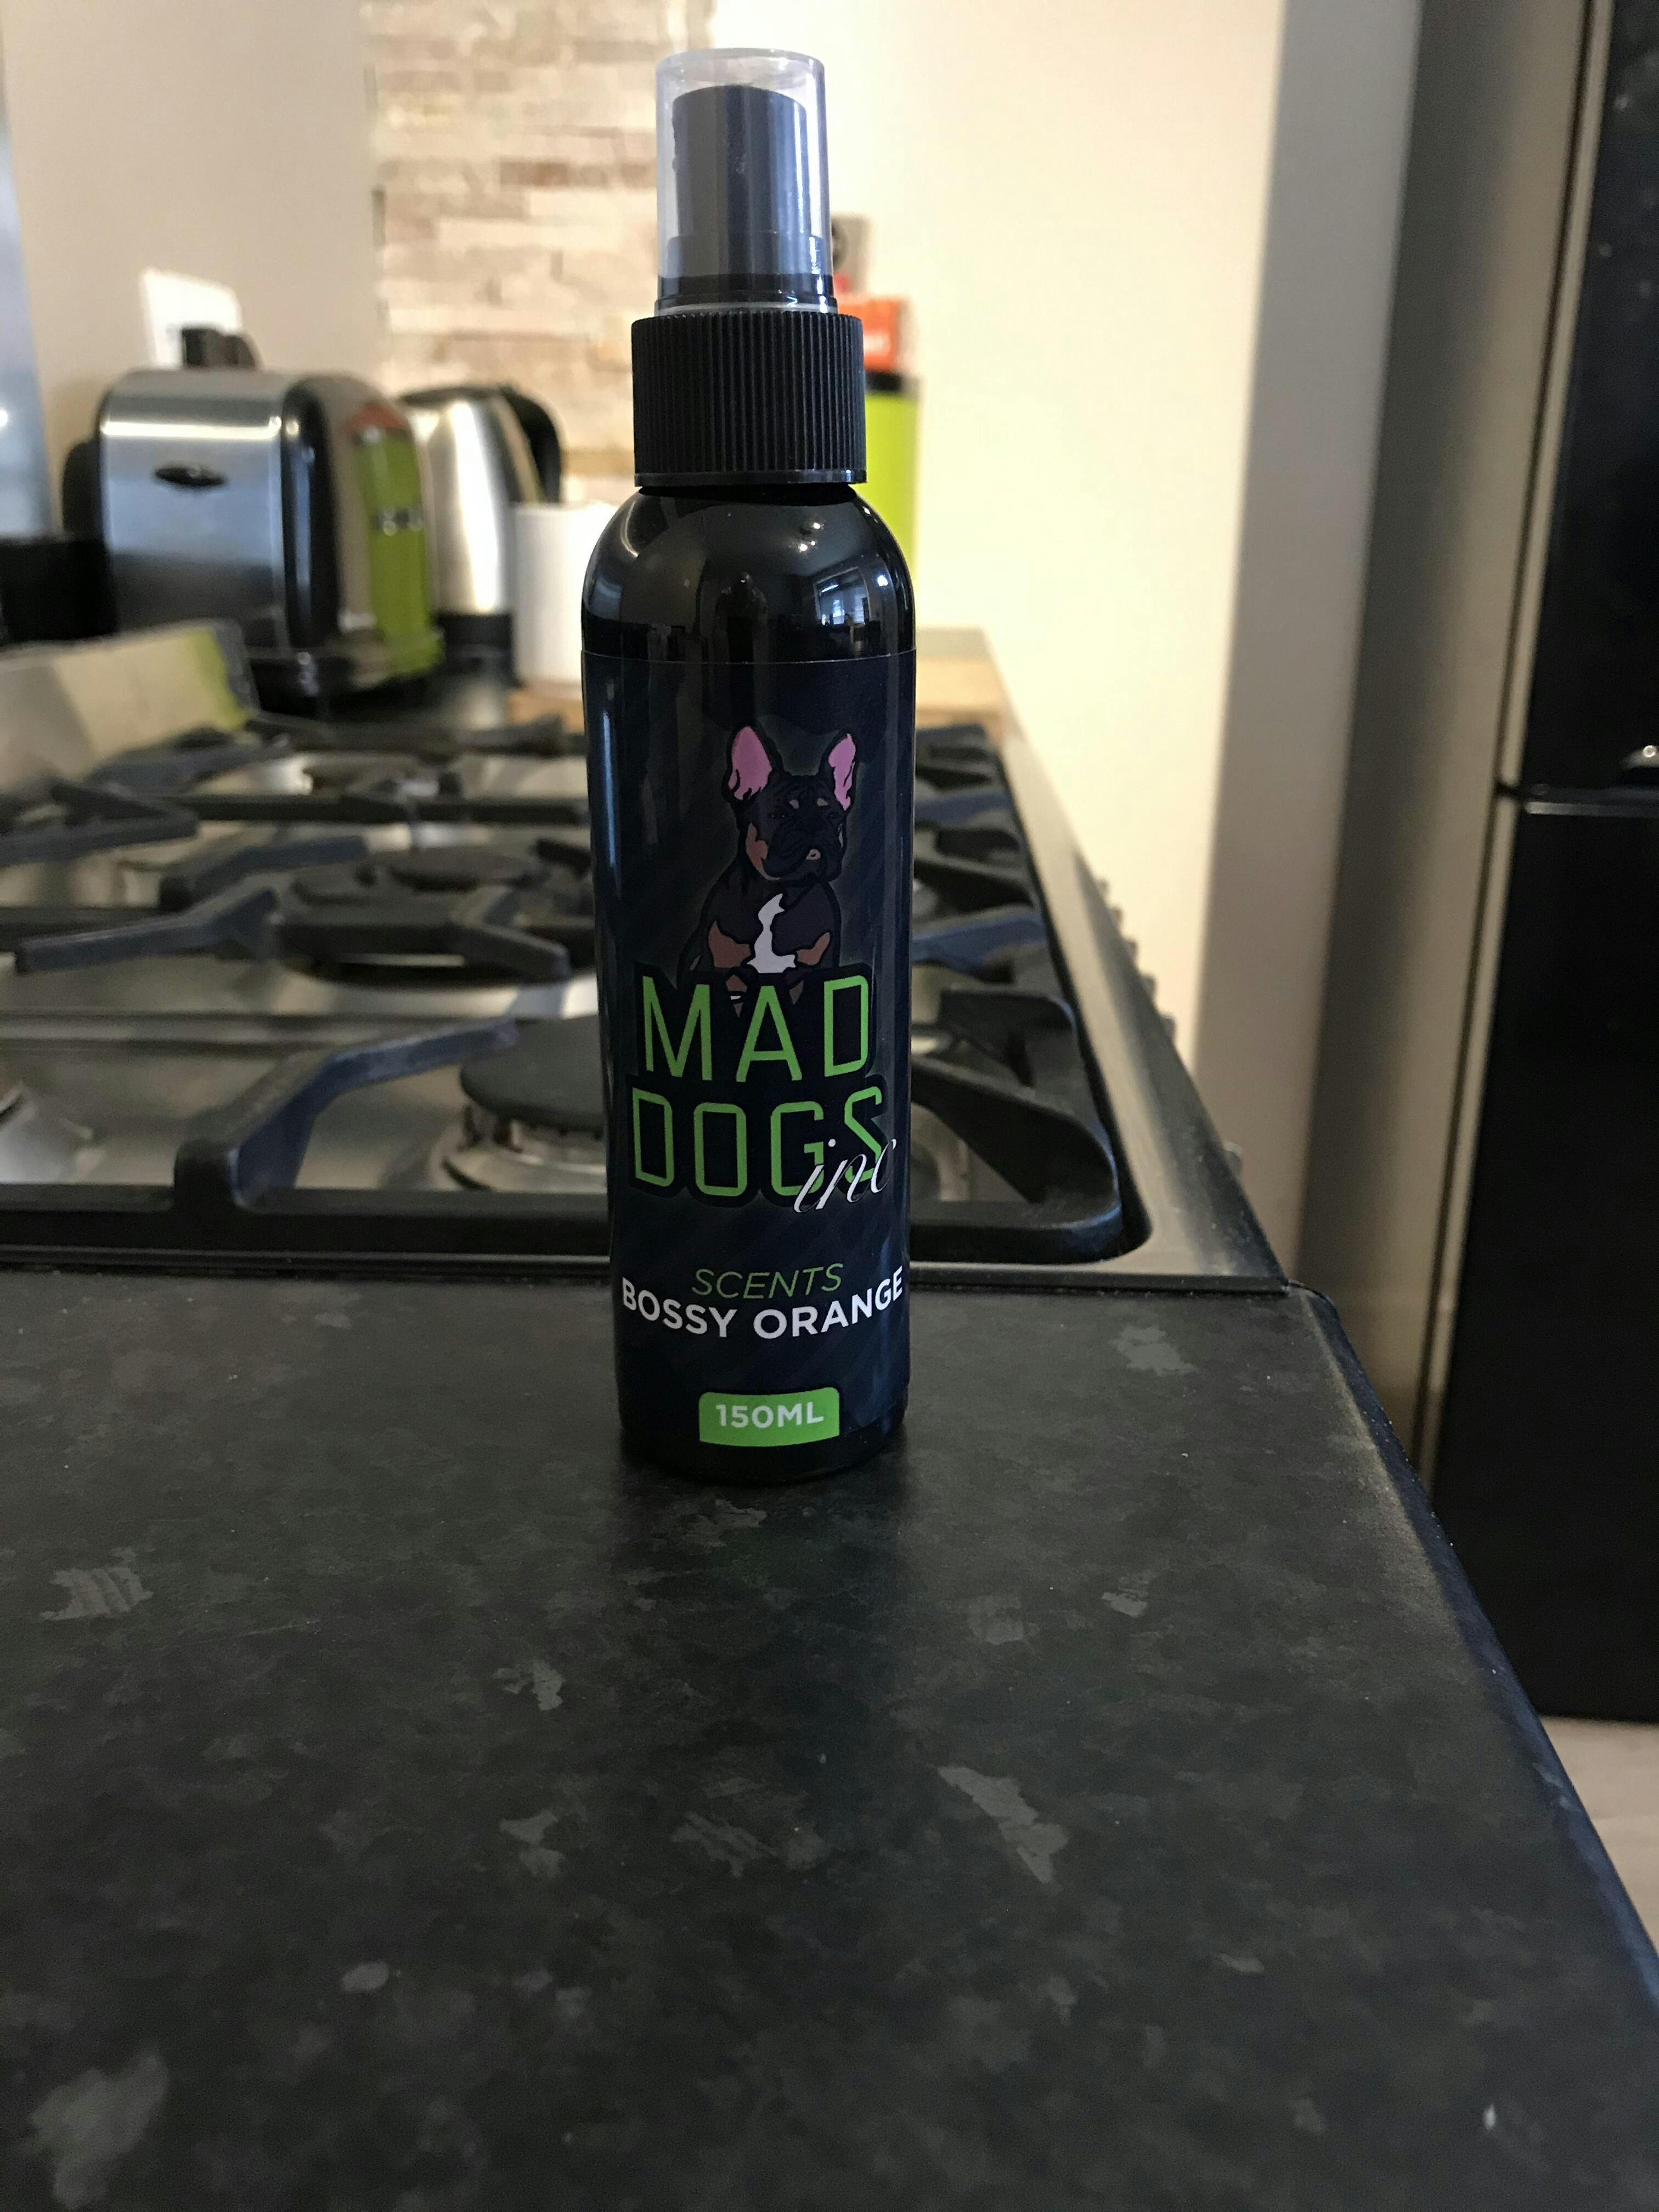 MAD
DOGS
inc
SCENTS
BOSSY ORANGE
150ML